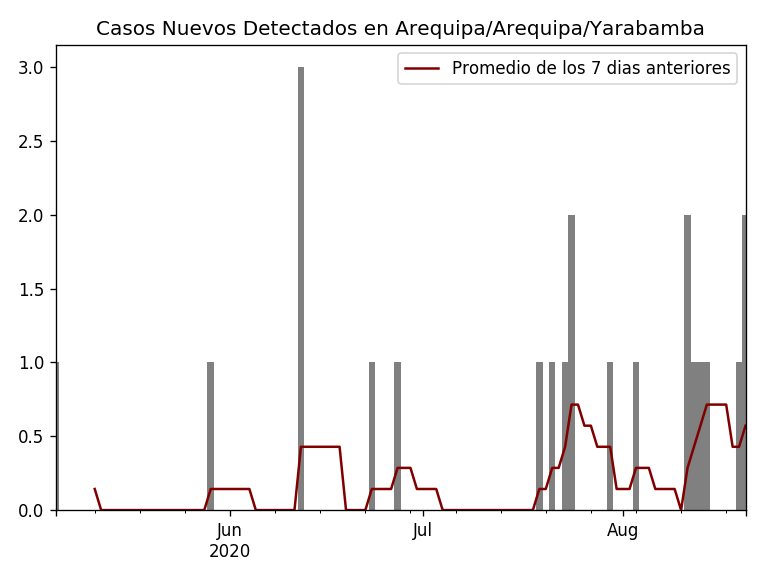 Casos Nuevos Detectados en Arequipa/Arequipa/Yarabamba
Promedio de los 7 dias anteriores
3.0
2.5
2.0
1.5
1.0
0.5
0.0
Jun
2020
Jul
Aug